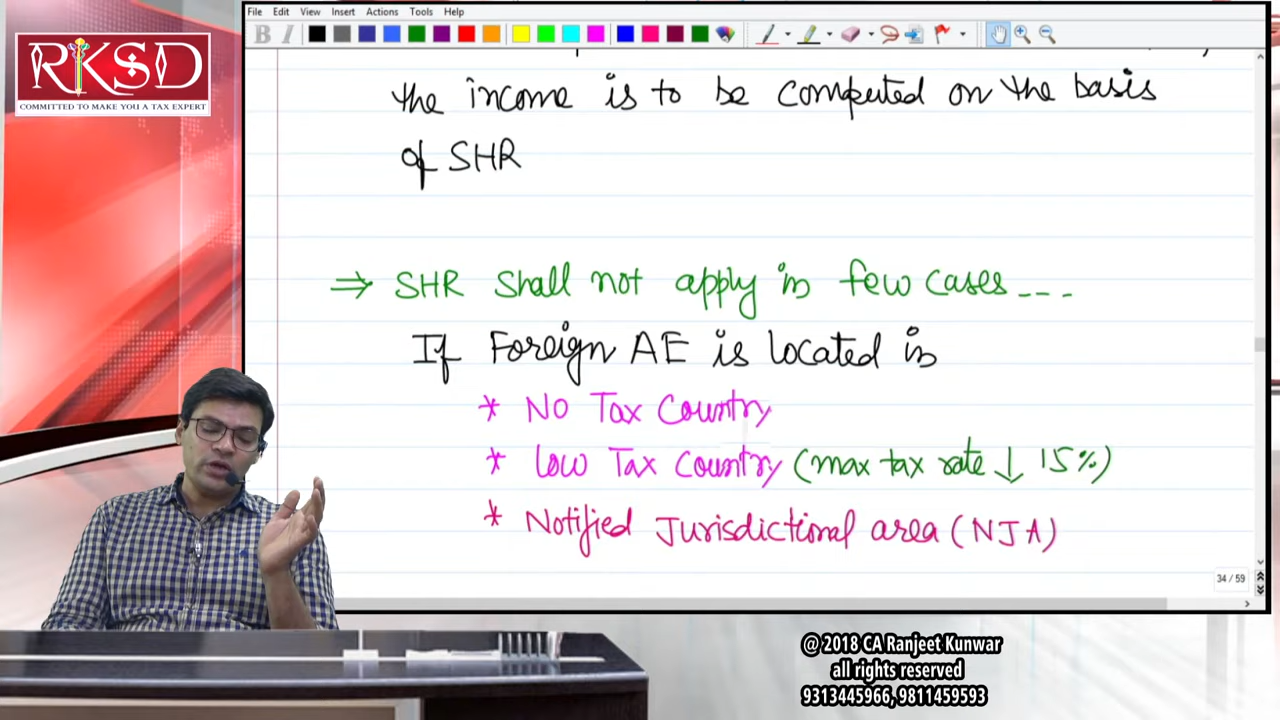 RKSD
COMMITTED TO MAKE YOU A TAX EXPERT
File Edit View Insert Actions Tools Help
B I
the income is to be computed on the basis
of SHR
⇒ SHR shall not apply in few cases ---
If Foreign AE is located in
* No Tax Country
* Low Tax Country (max tax rate ↓ 15%)
* Notified Jurisdictional area (NJA)
34 / 59
@ 2018 CA Ranjeet Kunwar
all rights reserved
9313445966, 9811459593